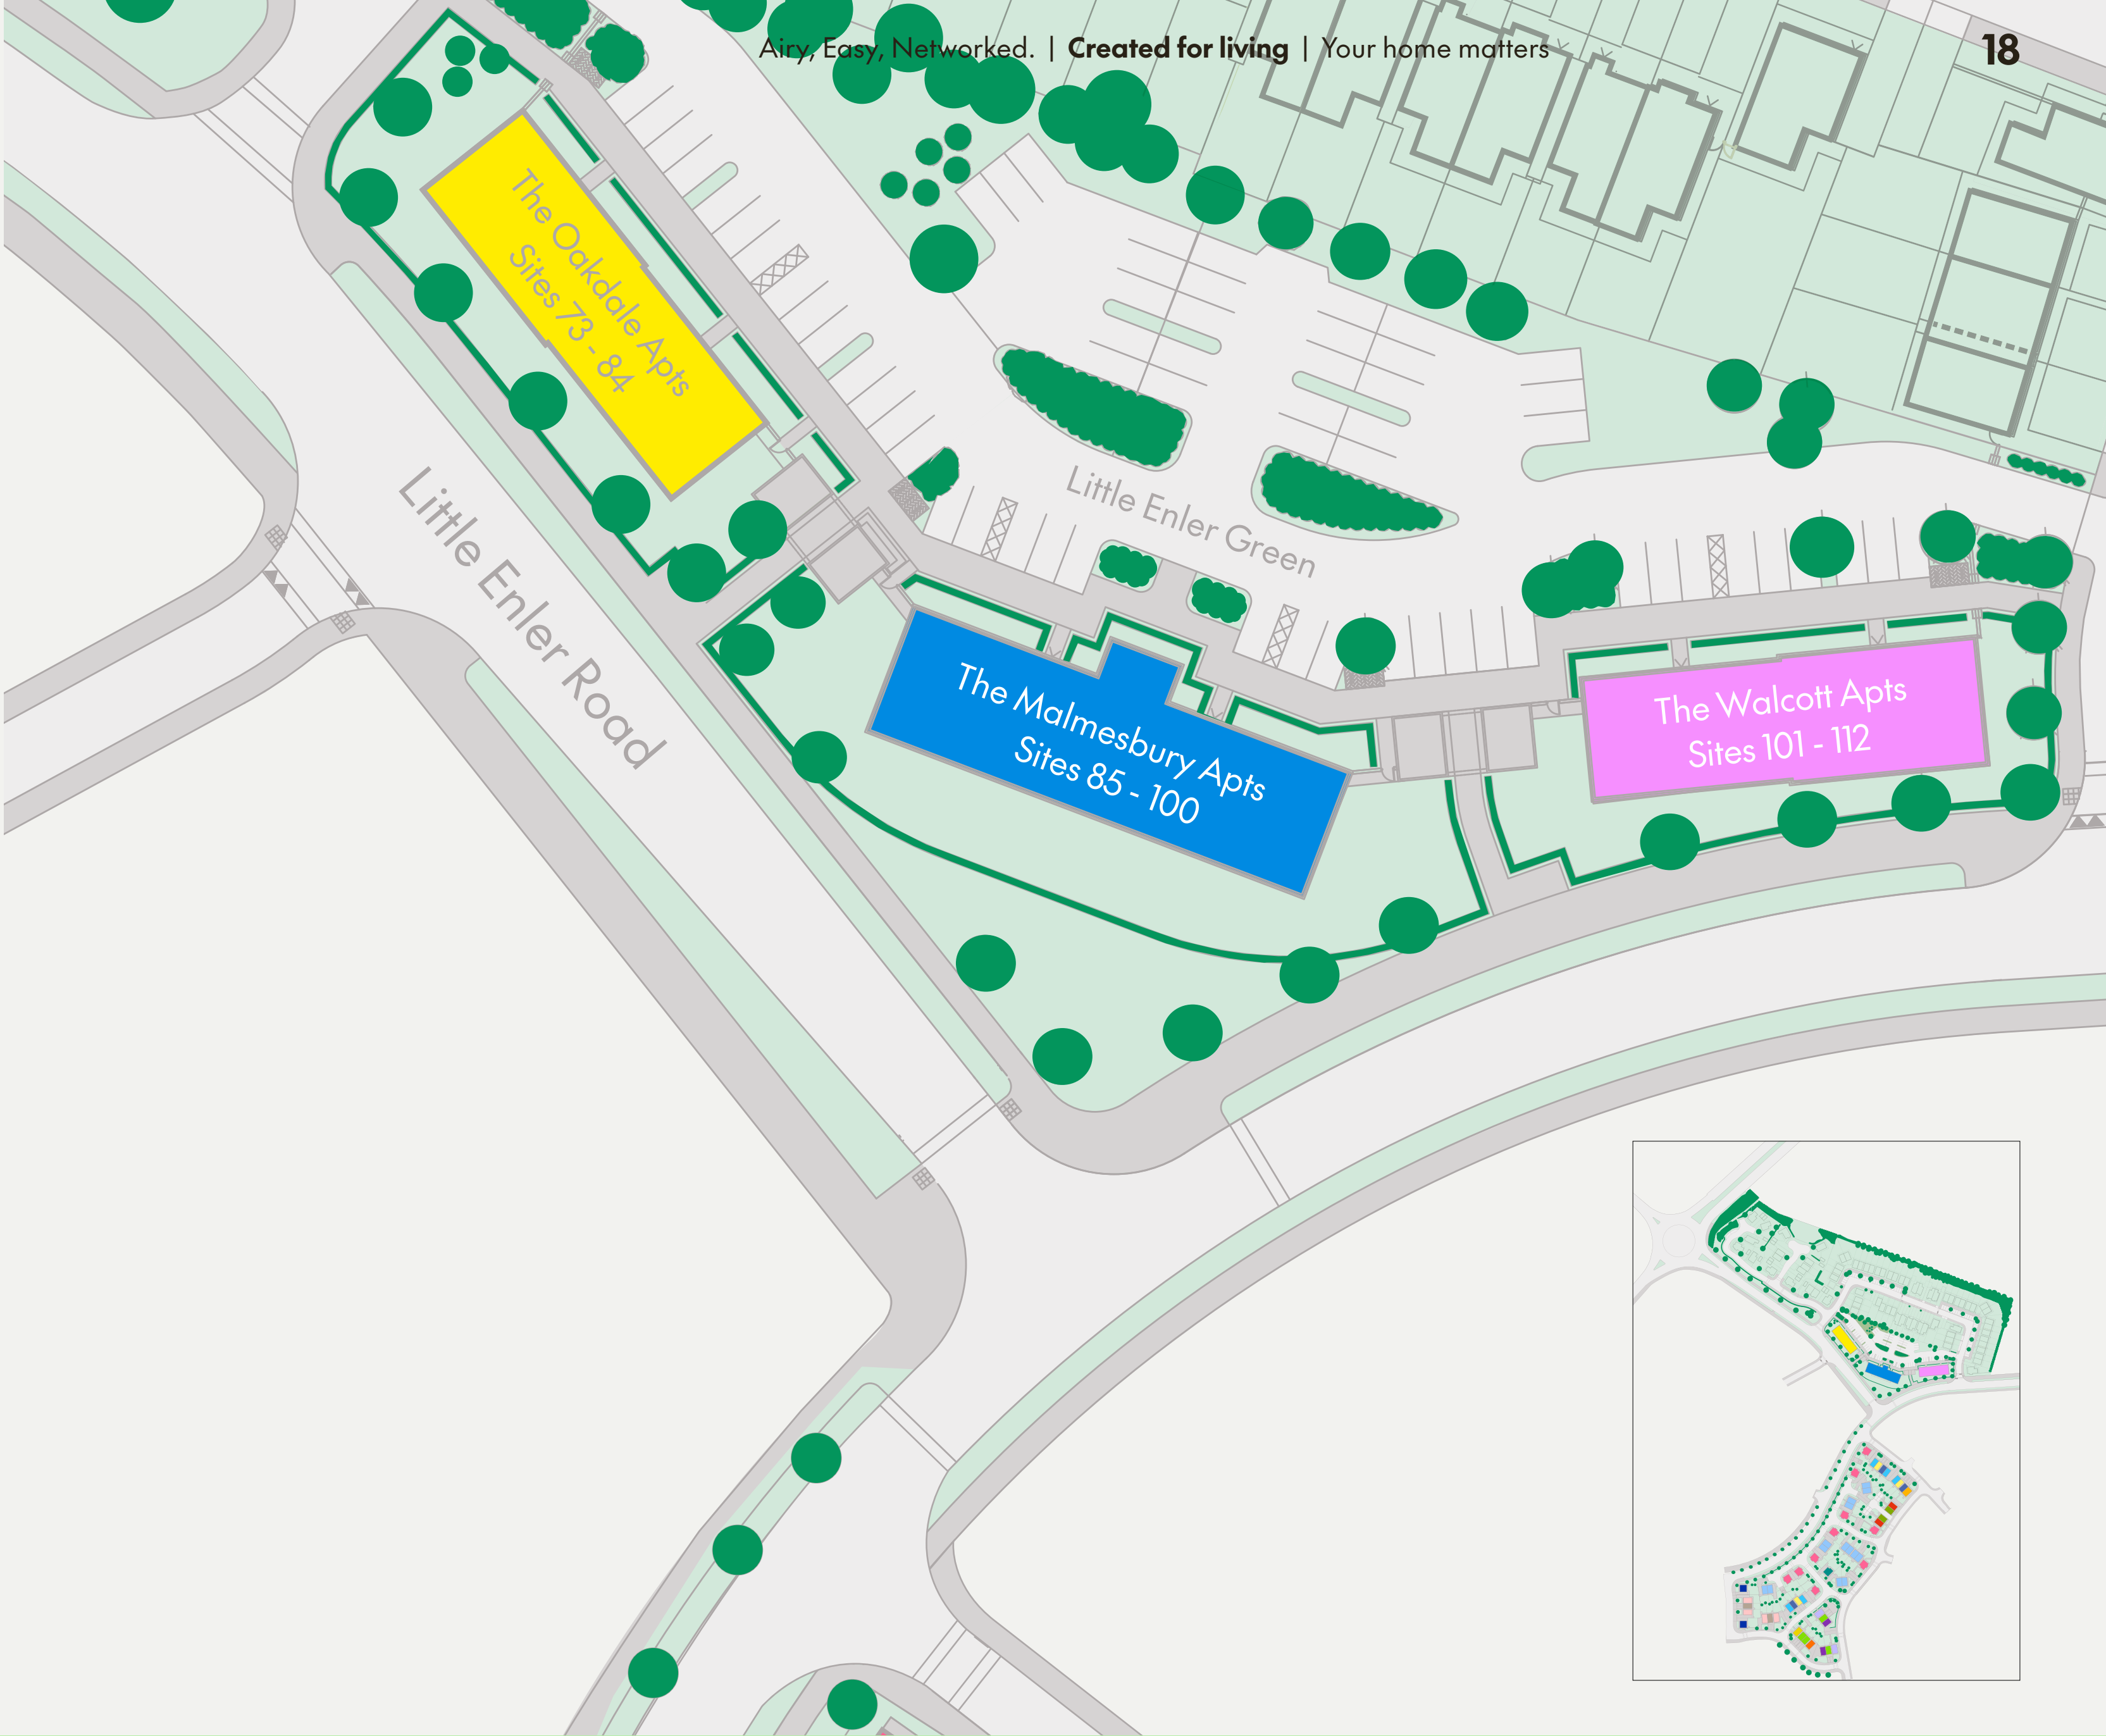 Airy, Easy, Networked. | Created for living | Your home matters
18
The Oakdale Apts
Sites 73 - 84
Little Enler Road
Little Enler Green
The Malmesbury Apts
Sites 85 - 100
The Walcott Apts
Sites 101 - 112